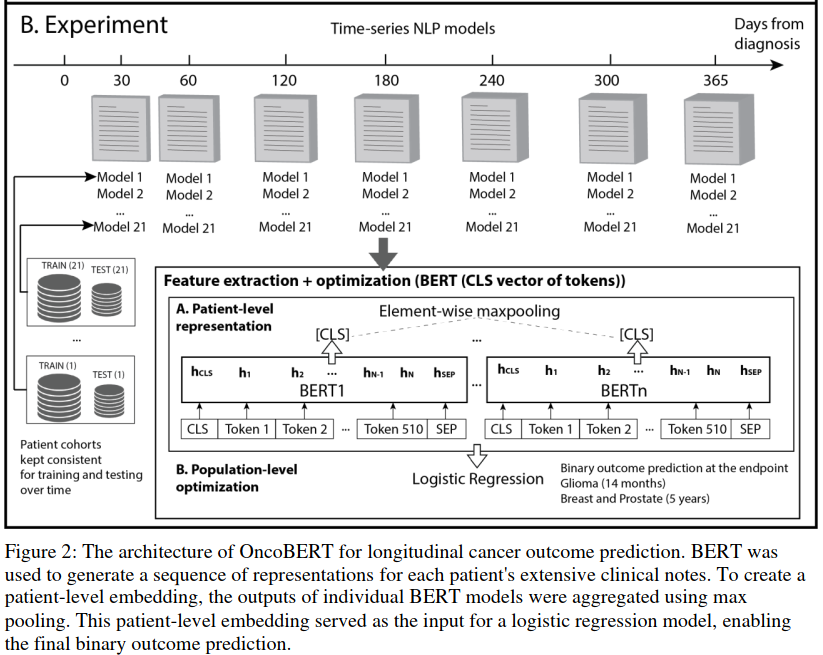 B. Experiment
Time-series NLP models
Days from
diagnosis
0 30 60 120 180 240 300 365
Model 1 Model 1 Model 1 Model 1 Model 1 Model 1 Model 1
Model 2 Model 2 Model 2 Model 2 Model 2 Model 2 Model 2
... ... ... ... ... ... ...
Model 21 Model 21 Model 21 Model 21 Model 21 Model 21 Model 21
TRAIN (21) TEST (21)
...
TRAIN (1) TEST (1)
Patient cohorts
kept consistent
for training and testing
over time
Feature extraction + optimization (BERT (CLS vector of tokens))
A. Patient-level
representation
Element-wise maxpooling
[CLS] ... [CLS]
hCLS h1 h2 ... hN-1 hN hSEP hCLS h1 h2 ... hN-1 hN hSEP
BERT1 ... BERTn
CLS Token 1 Token 2 ... Token 510 SEP CLS Token 1 Token 2 ... Token 510 SEP
B. Population-level
optimization
Logistic Regression
Binary outcome prediction at the endpoint
Glioma (14 months)
Breast and Prostate (5 years)
Figure 2: The architecture of OncoBERT for longitudinal cancer outcome prediction. BERT was
used to generate a sequence of representations for each patient's extensive clinical notes. To create a
patient-level embedding, the outputs of individual BERT models were aggregated using max
pooling. This patient-level embedding served as the input for a logistic regression model, enabling
the final binary outcome prediction.